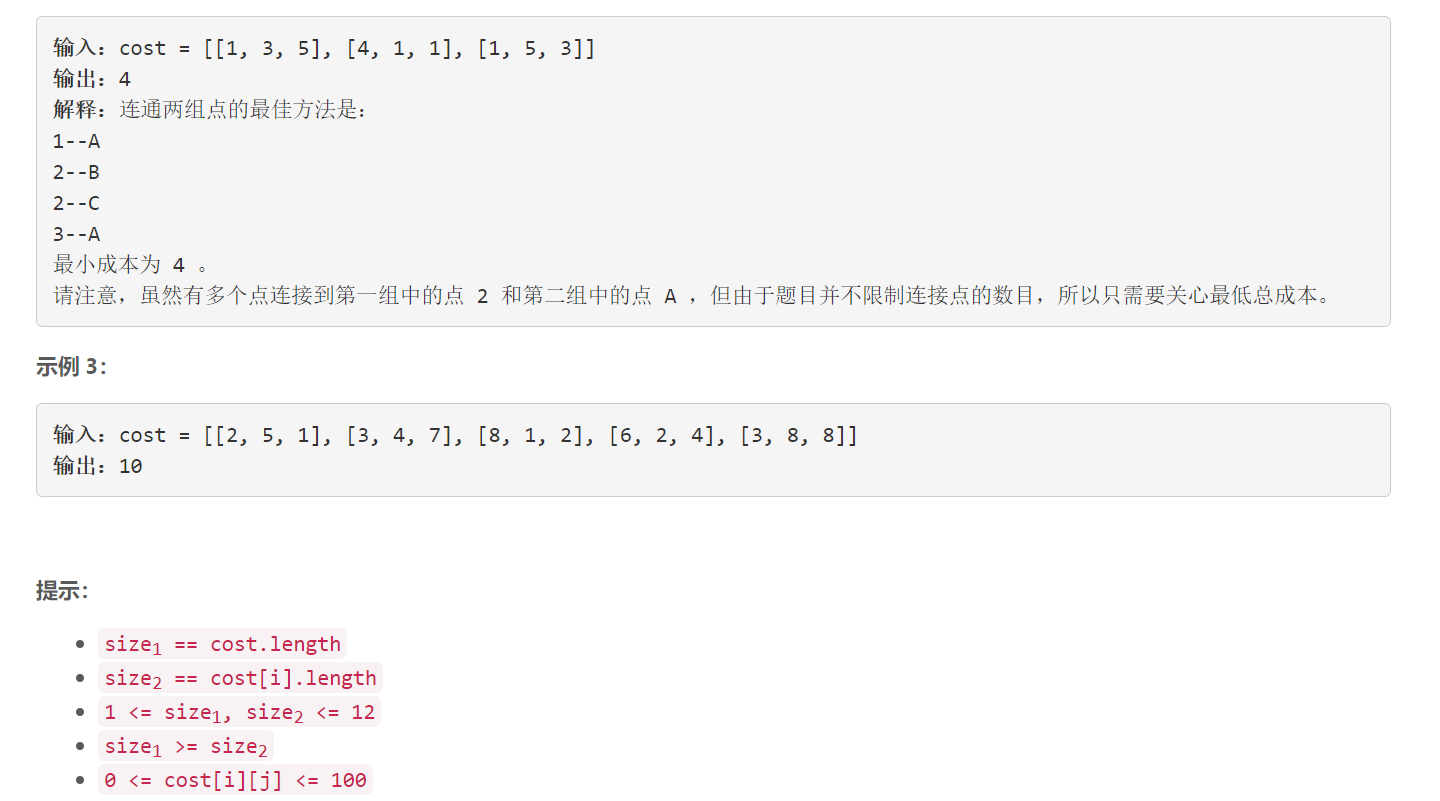 输入：cost = [[1, 3, 5], [4, 1, 1], [1, 5, 3]]
输出：4
解释：连通两组点的最佳方法是：
1--A
2--B
2--C
3--A
最小成本为 4 。
请注意，虽然有多个点连接到第一组中的点 2 和第二组中的点 A ，但由于题目并不限制连接点的数目，所以只需要关心最低总成本。
示例 3：
输入：cost = [[2, 5, 1], [3, 4, 7], [8, 1, 2], [6, 2, 4], [3, 8, 8]]
输出：10
提示：
size₁ == cost.length
size₂ == cost[i].length
1 <= size₁, size₂ <= 12
size₁ >= size₂
0 <= cost[i][j] <= 100